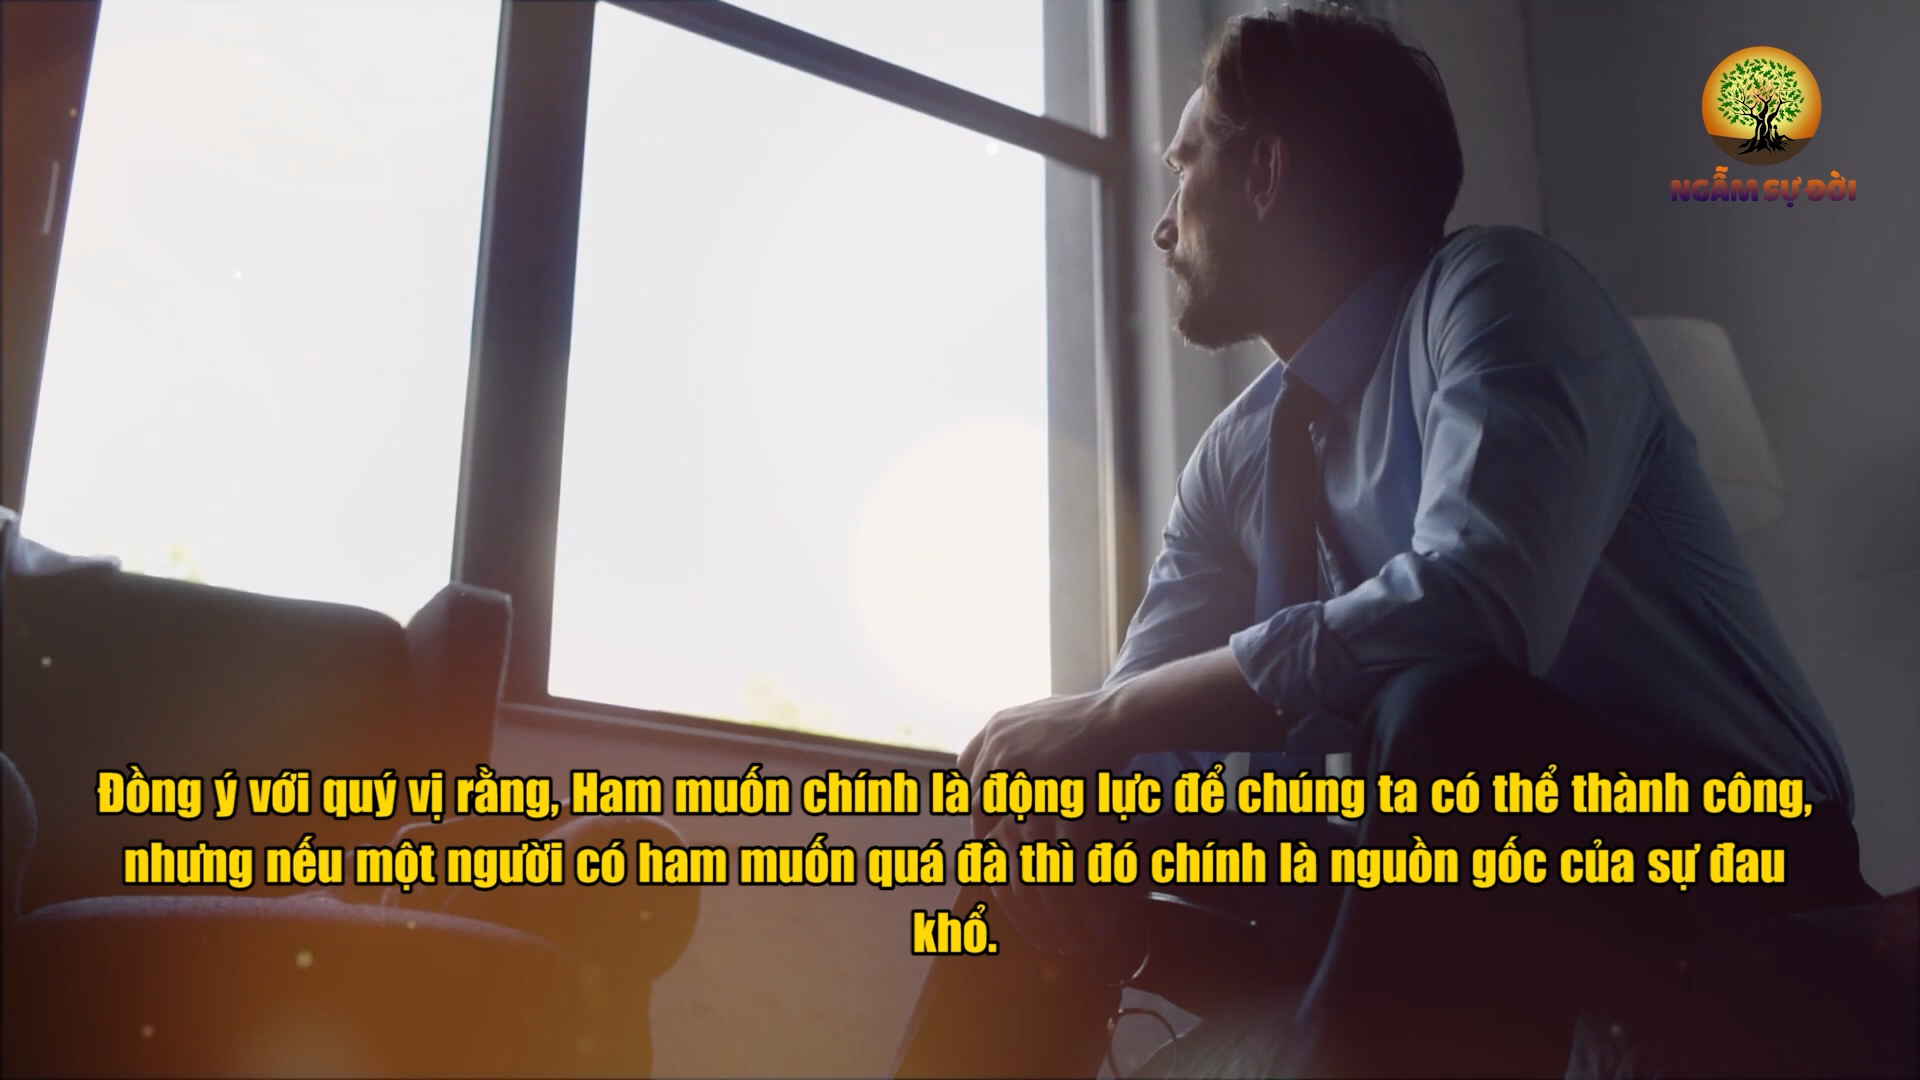 NGẪM SỰ ĐỜI
Đồng ý với quý vị rằng, Ham muốn chính là động lực để chúng ta có thể thành công,
nhưng nếu một người có ham muốn quá đà thì đó chính là nguồn gốc của sự đau
khổ.